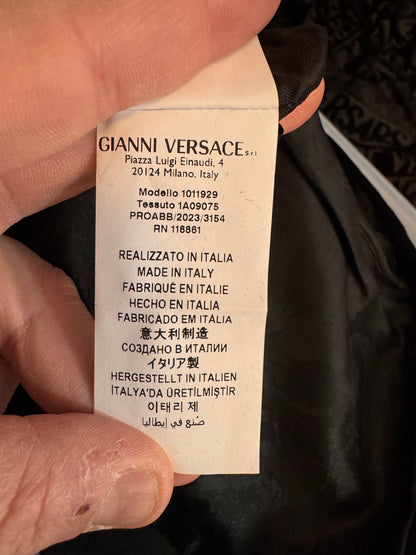 GIANNI VERSACE s.r.l.
Piazza Luigi Einaudi, 4
20124 Milano, Italy
Modello 1011929
Tessuto 1A09075
PROABB/2023/3154
RN 118861
REALIZZATO IN ITALIA
MADE IN ITALY
FABRIQUÉ EN ITALIE
HECHO EN ITALIA
FABRICADO EM ITÁLIA
意大利制造
СОЗДАНО В ИТАЛИИ
イタリア製
HERGESTELLT IN ITALIEN
İTALYA'DA ÜRETİLMİŞTİR
이태리 제
صُنع في إيطاليا